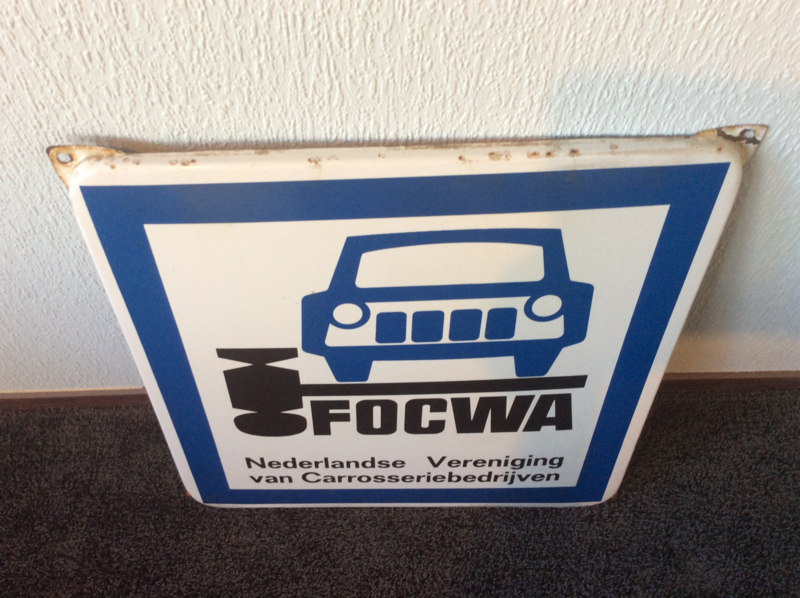 FOCWA
Nederlandse Vereniging
van Carrosseriebedrijven